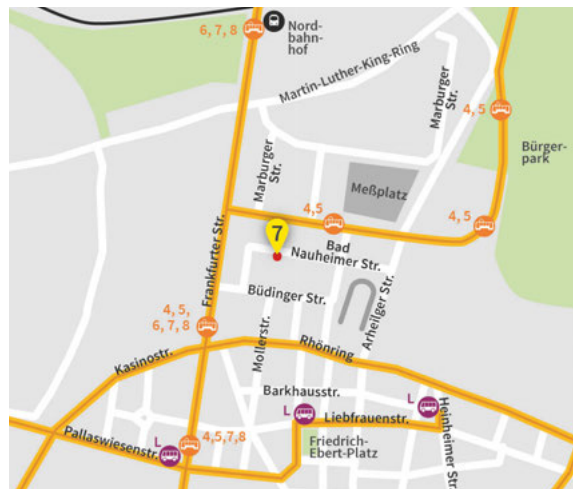 6, 7, 8
Nord-
bahn-
hof
Martin-Luther-King-Ring
Marburger
Str.
4, 5
Bürger-
park
Marburger
Str.
Meßplatz
4,5
4, 5
7
Bad
Nauheimer Str.
Frankfurter Str.
Büdinger Str.
Arheilger Str.
4, 5,
6, 7, 8
Mollerstr.
Rhönring
Kasinostr.
Barkhausstr.
L
L
Liebfrauenstr.
Heinheimer Str.
Pallaswiesenstr.
L
4,5,7,8
Friedrich-
Ebert-Platz